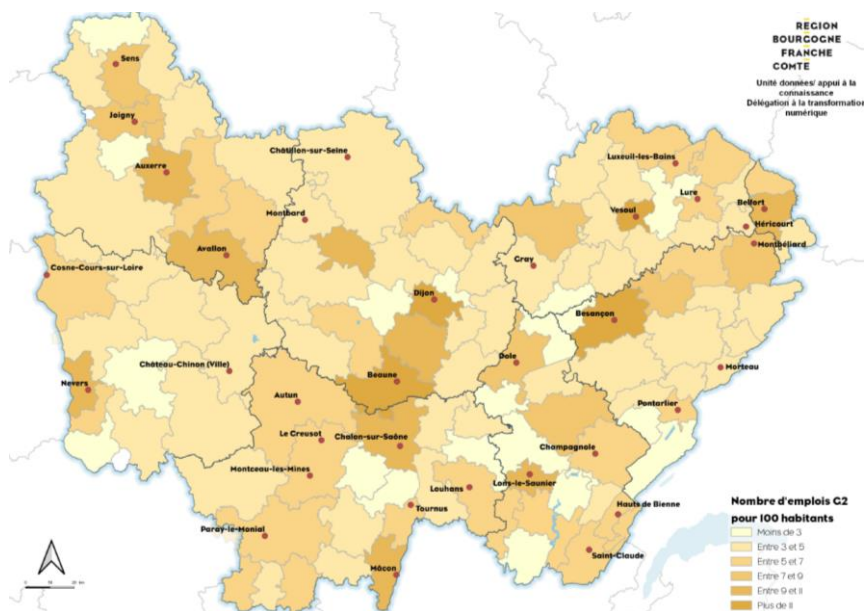 REGION
BOURGOGNE
FRANCHE
COMTE
Unité données/ appui à la
connaissance
Délégation à la transformation
numérique
Sens
Joigny
Auxerre
Châtillon-sur-Seine
Montbard
Avallon
Cosne-Cours-sur-Loire
Luxeuil-les-Bains
Lure
Vesoul
Belfort
Héricourt
Montbéliard
Gray
Dijon
Besançon
Château-Chinon (Ville)
Nevers
Beaune
Dole
Morteau
Autun
Pontarlier
Le Creusot
Chalon-sur-Saône
Champagnole
Montceau-les-Mines
Louhans
Lons-le-Saunier
Tournus
Hauts de Bienne
Paray-le-Monial
Saint-Claude
Mâcon
Nombre d'emplois G2
pour 100 habitants
Moins de 3
Entre 3 et 5
Entre 5 et 7
Entre 7 et 9
Entre 9 et 11
Plus de 11